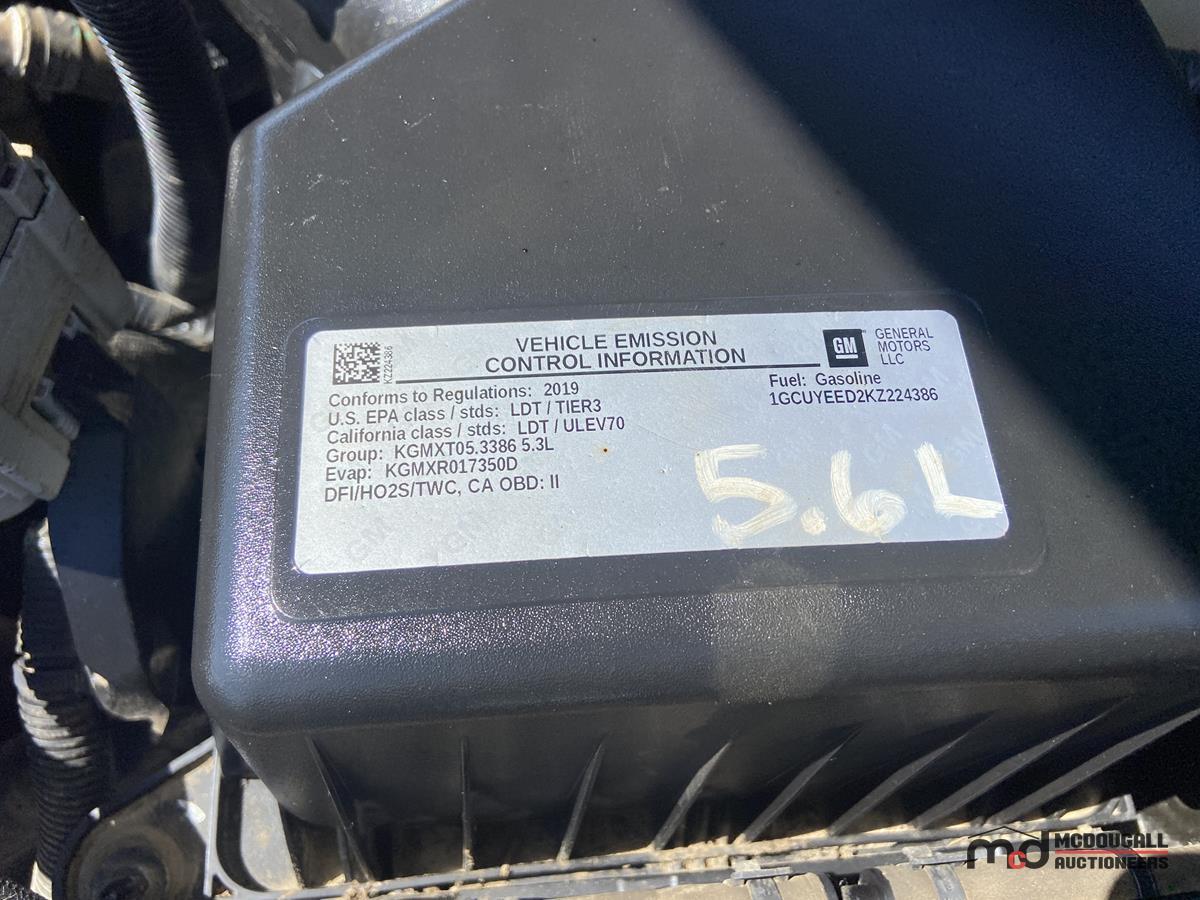 KZ224386
VEHICLE EMISSION
CONTROL INFORMATION
GM
GENERAL
MOTORS
LLC
Conforms to Regulations: 2019
U.S. EPA class / stds: LDT / TIER3
California class / stds: LDT / ULEV70
Group: KGMXT05.3386 5.3L
Evap: KGMXR017350D
DFI/HO2S/TWC, CA OBD: II
Fuel: Gasoline
1GCUYEED2KZ224386
5.6L
mcd MCDOUGALL
AUCTIONEERS